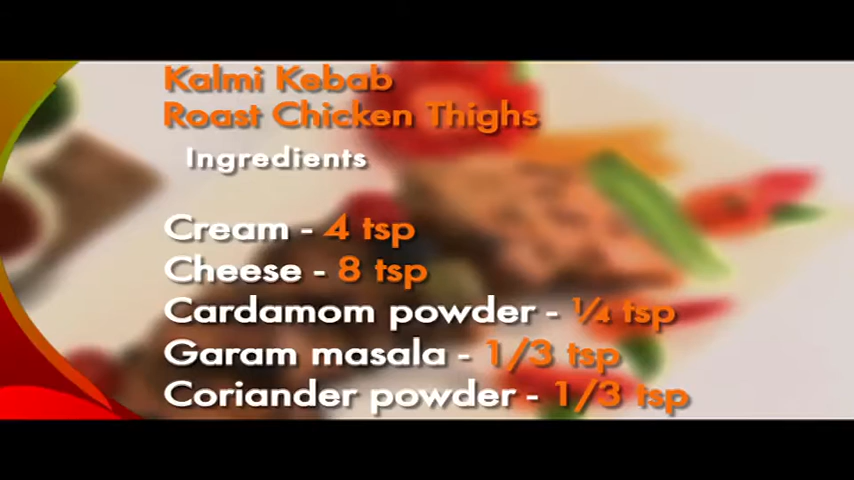 Kalmi Kebab
Roast Chicken Thighs
Ingredients
Cream - 4 tsp
Cheese - 8 tsp
Cardamom powder - ¼ tsp
Garam masala - 1/3 tsp
Coriander powder - 1/3 tsp